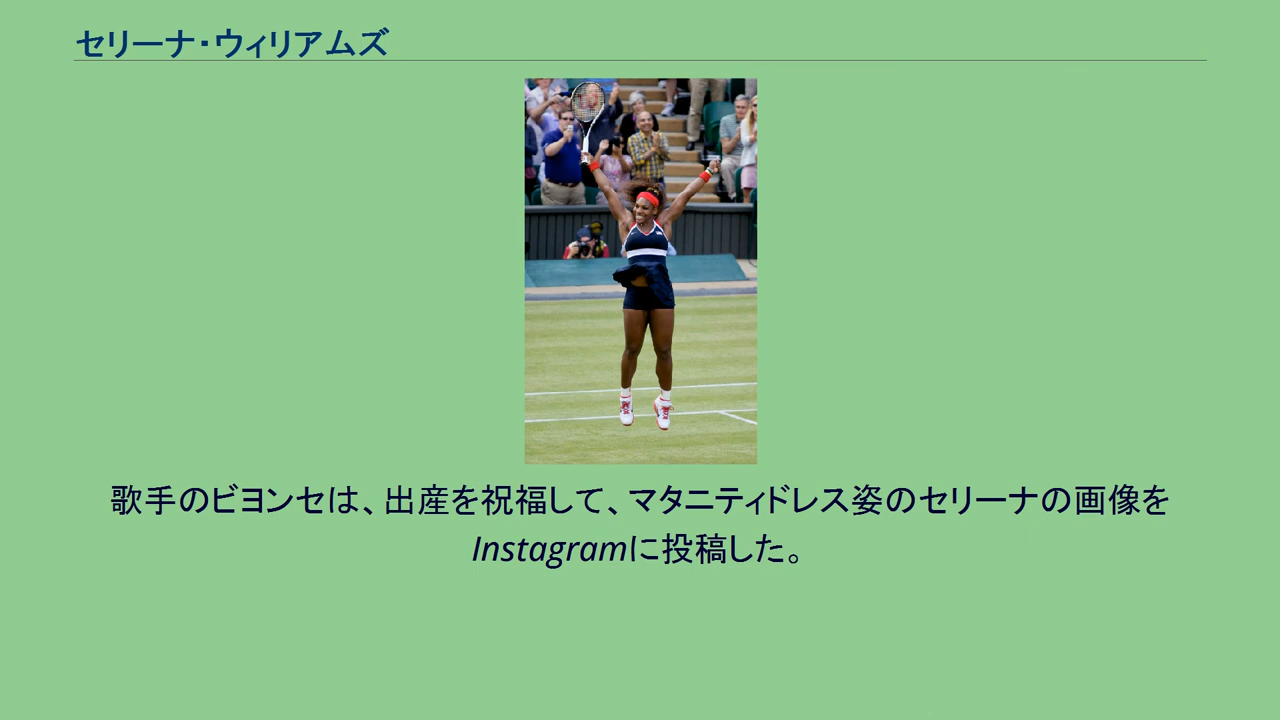 セリーナ・ウィリアムズ
歌手のビヨンセは、出産を祝福して、マタニティドレス姿のセリーナの画像を
Instagramに投稿した。